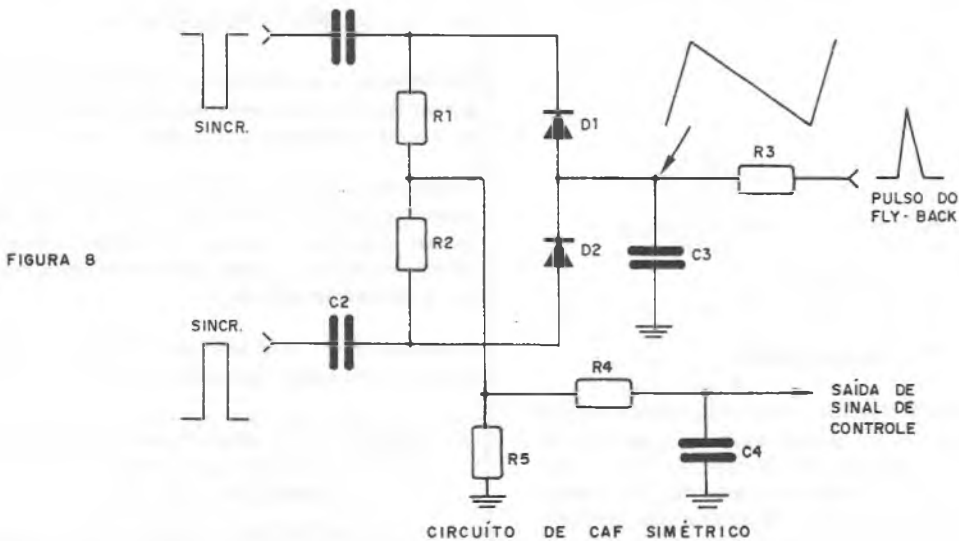 SINCR.
R1
D1
R3
PULSO DO
FLY-BACK
R2
D2
C3
FIGURA 8
C2
SINCR.
R4
SAÍDA DE
SINAL DE
CONTROLE
R5
C4
CIRCUÍTO DE CAF SIMÉTRICO